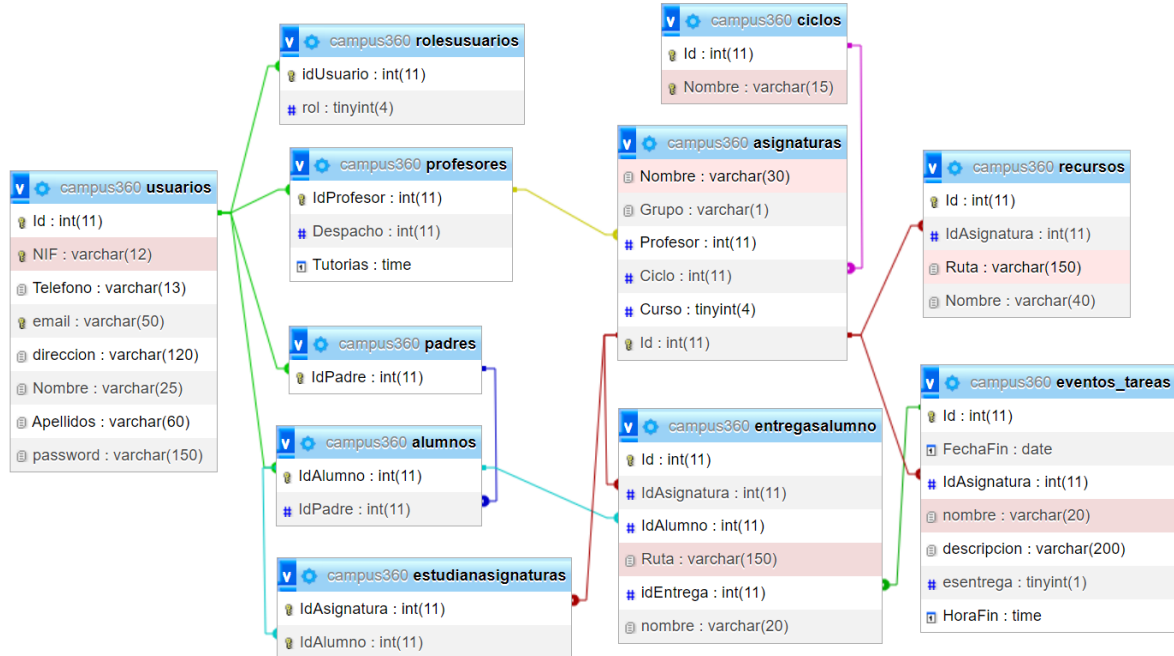 campus360 rolesusuarios
idUsuario : int(11)
rol : tinyint(4)
campus360 profesores
IdProfesor : int(11)
Despacho : int(11)
Tutorias : time
campus360 usuarios
Id : int(11)
NIF : varchar(12)
Telefono : varchar(13)
email : varchar(50)
direccion : varchar(120)
Nombre : varchar(25)
Apellidos : varchar(60)
password : varchar(150)
campus360 padres
IdPadre : int(11)
campus360 alumnos
IdAlumno : int(11)
IdPadre : int(11)
campus360 estudianasignaturas
IdAsignatura : int(11)
IdAlumno : int(11)
campus360 ciclos
Id : int(11)
Nombre : varchar(15)
campus360 asignaturas
Nombre : varchar(30)
Grupo : varchar(1)
Profesor : int(11)
Ciclo : int(11)
Curso : tinyint(4)
Id : int(11)
campus360 entregasalumno
Id : int(11)
IdAsignatura : int(11)
IdAlumno : int(11)
Ruta : varchar(150)
idEntrega : int(11)
nombre : varchar(20)
campus360 recursos
Id : int(11)
IdAsignatura : int(11)
Ruta : varchar(150)
Nombre : varchar(40)
campus360 eventos_tareas
Id : int(11)
FechaFin : date
IdAsignatura : int(11)
nombre : varchar(20)
descripcion : varchar(200)
esentrega : tinyint(1)
HoraFin : time